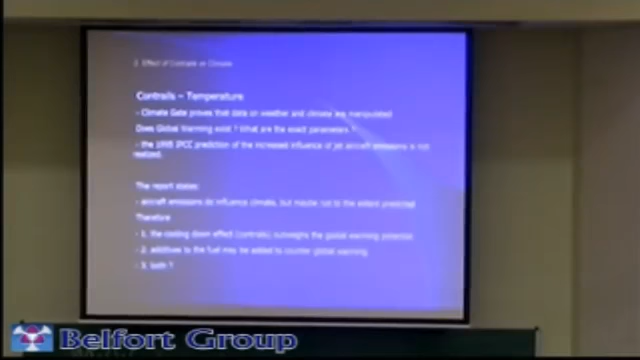 2. Effect of Contrails on Climate
Contrails – Temperature
- Climate Gate proves that data on weather and climate are manipulated
Does Global Warming exist ? What are the exact parameters ?
- the 1995 IPCC prediction of the increased influence of jet aircraft emissions is not
realized.
The report states:
- aircraft emissions do influence climate, but maybe not to the extent predicted
Therefore
- 1. the cooling down effect (contrails) outweighs the global warming potential
- 2. additives to the fuel may be added to counter global warming
- 3. both ?
Belfort Group